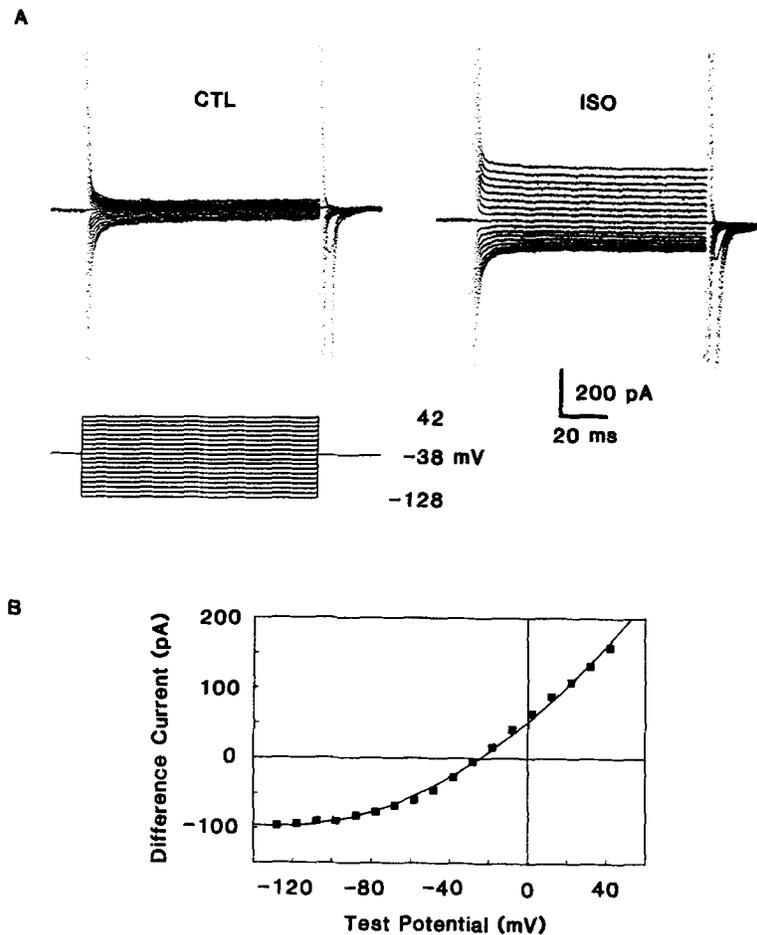 A
CTL
ISO
200 pA
20 ms
42
-38 mV
-128
B
Difference Current (pA)
200
100
0
-100
-120
-80
-40
0
40
Test Potential (mV)